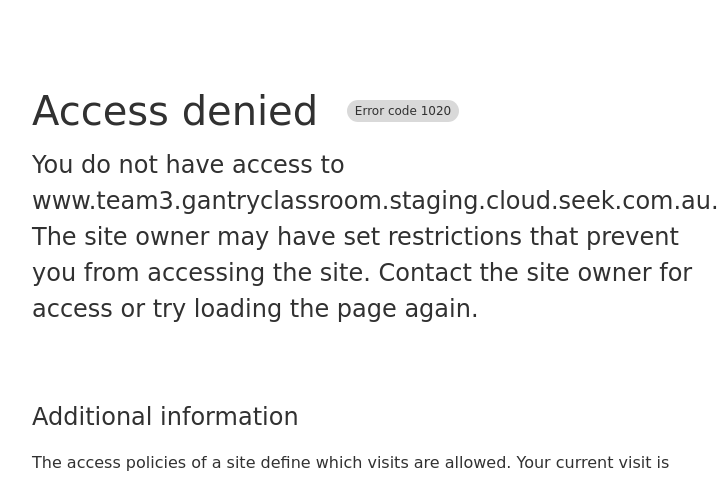 Access denied Error code 1020
You do not have access to
www.team3.gantryclassroom.staging.cloud.seek.com.au.
The site owner may have set restrictions that prevent
you from accessing the site. Contact the site owner for
access or try loading the page again.
Additional information
The access policies of a site define which visits are allowed. Your current visit is